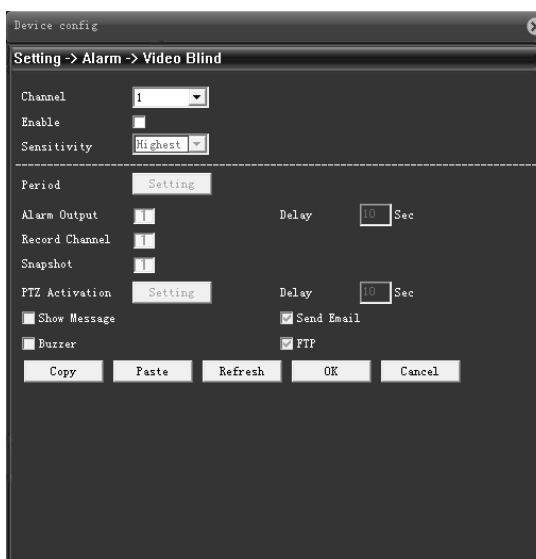 Device config
Setting -> Alarm -> Video Blind
Channel 1
Enable
Sensitivity Highest
Period Setting
Alarm Output 1 Delay 10 Sec
Record Channel 1
Snapshot 1
PTZ Activation Setting Delay 10 Sec
Show Message Send Email
Buzzer FTP
Copy Paste Refresh OK Cancel